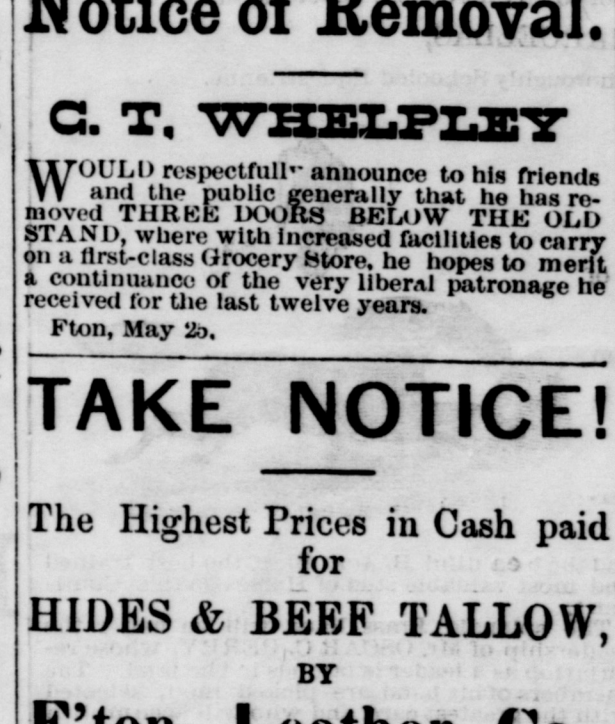 Notice of Removal.
C. T. WHELPLEY
WOULD respectfully announce to his friends
and the public generally that he has re-
moved THREE DOORS BELOW THE OLD
STAND, where with increased facilities to carry
on a first-class Grocery Store, he hopes to merit
a continuance of the very liberal patronage he
received for the last twelve years.
Fton, May 25.
TAKE NOTICE!
The Highest Prices in Cash paid
for
HIDES & BEEF TALLOW,
BY
F'ton Leather C